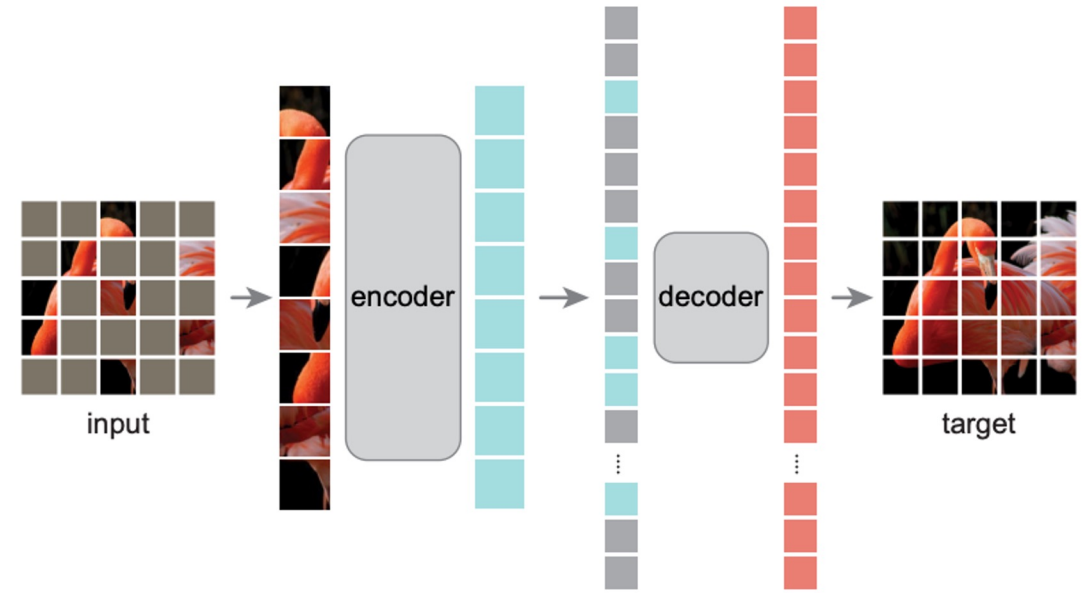 input
encoder
decoder
target